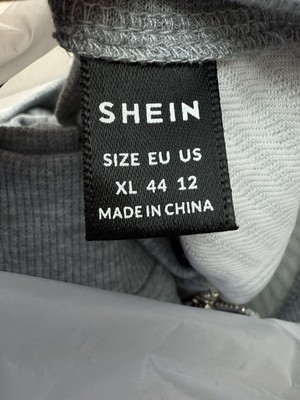 SHEIN
SIZE EU US
XL 44 12
MADE IN CHINA